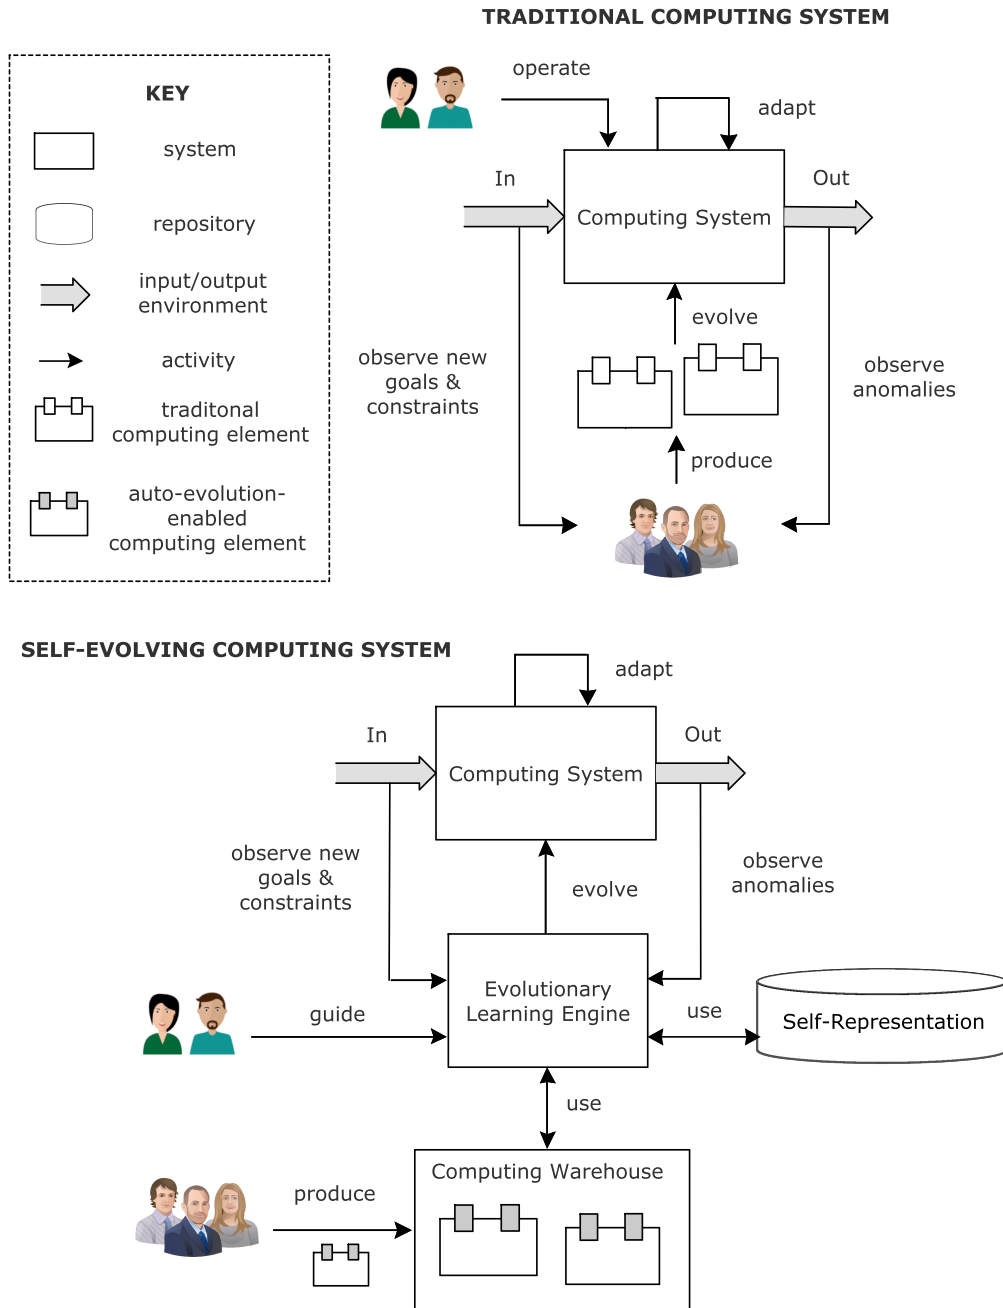 TRADITIONAL COMPUTING SYSTEM
KEY
system
repository
input/output
environment
activity
traditonal
computing element
auto-evolution-
enabled
computing element
operate
adapt
In
Computing System
Out
evolve
observe new
goals &
constraints
observe
anomalies
produce
SELF-EVOLVING COMPUTING SYSTEM
adapt
In
Computing System
Out
observe new
goals &
constraints
evolve
observe
anomalies
guide
Evolutionary
Learning Engine
use
Self-Representation
use
produce
Computing Warehouse